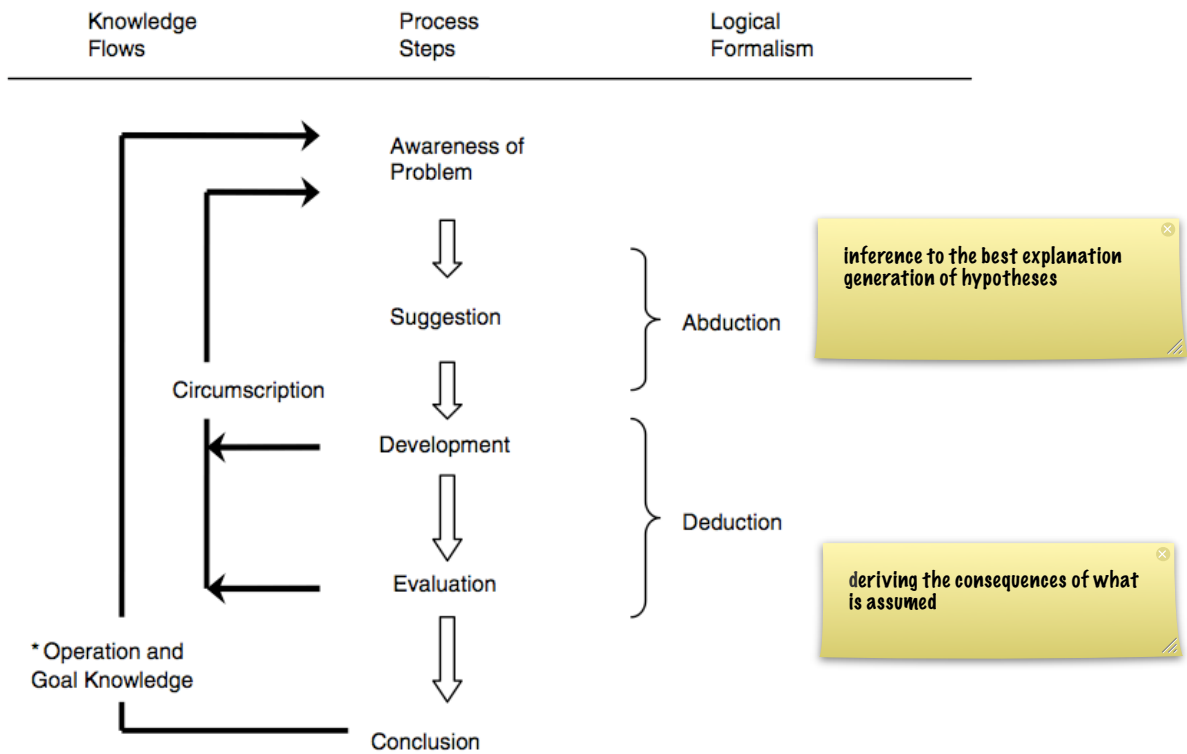 Knowledge
Flows
Process
Steps
Logical
Formalism
Awareness of
Problem
Suggestion
Abduction
inference to the best explanation
generation of hypotheses
Circumscription
Development
Deduction
Evaluation
deriving the consequences of what
is assumed
* Operation and
Goal Knowledge
Conclusion